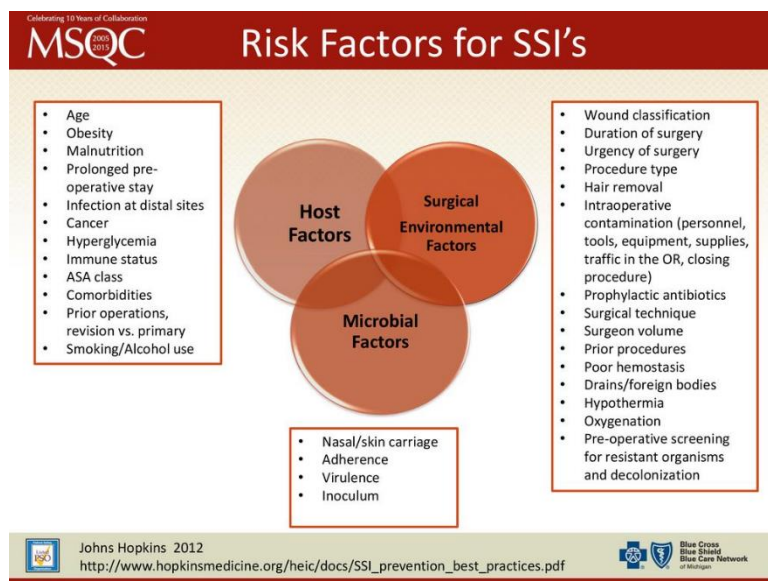 Celebrating 10 Years of Collaboration
MSQC
2005
2015
Risk Factors for SSI's
• Age
• Obesity
• Malnutrition
• Prolonged pre-
operative stay
• Infection at distal sites
• Cancer
• Hyperglycemia
• Immune status
• ASA class
• Comorbidities
• Prior operations,
revision vs. primary
• Smoking/Alcohol use
Host
Factors
Surgical
Environmental
Factors
Microbial
Factors
• Wound classification
• Duration of surgery
• Urgency of surgery
• Procedure type
• Hair removal
• Intraoperative
contamination (personnel,
tools, equipment, supplies,
traffic in the OR, closing
procedure)
• Prophylactic antibiotics
• Surgical technique
• Surgeon volume
• Prior procedures
• Poor hemostasis
• Drains/foreign bodies
• Hypothermia
• Oxygenation
• Pre-operative screening
for resistant organisms
and decolonization
• Nasal/skin carriage
• Adherence
• Virulence
• Inoculum
PSO
Johns Hopkins 2012
http://www.hopkinsmedicine.org/heic/docs/SSI_prevention_best_practices.pdf
Blue Cross
Blue Shield
Blue Care Network
of Michigan